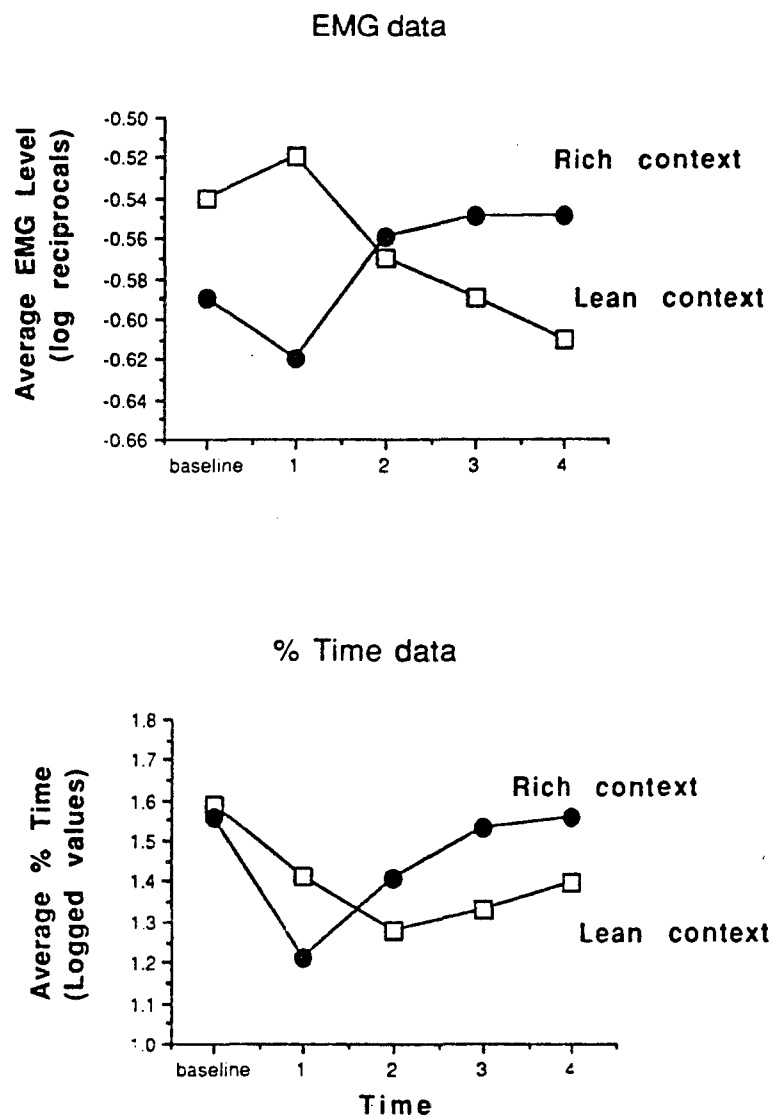 EMG data
Average EMG Level
(log reciprocals)
-0.50
-0.52
-0.54
-0.56
-0.58
-0.60
-0.62
-0.64
-0.66
Rich context
Lean context
baseline 1 2 3 4
% Time data
Average % Time
(Logged values)
1.8
1.7
1.6
1.5
1.4
1.3
1.2
1.1
1.0
Rich context
Lean context
baseline 1 2 3 4
Time